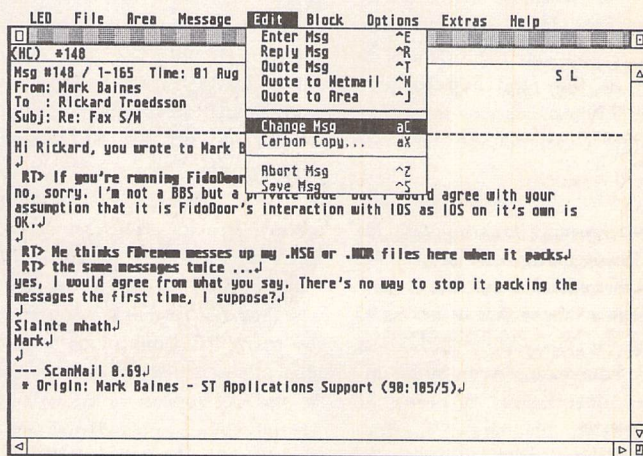 LED File Area Message Edit Block Options Extras Help
(HC) *148
Enter Msg ^E
Reply Msg ^R
Quote Msg ^T
Quote to Netmail ^N
Quote to Area ^J
Change Msg aC
Carbon Copy... aX
Abort Msg ^Z
Save Msg ^S
Msg #148 / 1-165 Time: 01 Aug
S L
From: Mark Baines
To : Rickard Troedsson
Subj: Re: Fax S/W
Hi Rickard, you wrote to Mark B
RT> If you're running FidoDoor
no, sorry. I'm not a BBS but a private node but I would agree with your
assumption that it is FidoDoor's interaction with IOS as IOS on it's own is
OK.
RT> Me thinks FDrenum messes up my .MSG or .HDR files here when it packs
RT> the same messages twice ...
yes, I would agree from what you say. There's no way to stop it packing the
messages the first time, I suppose?
Slainte mhath
Mark
--- ScanMail 0.69
* Origin: Mark Baines - ST Applications Support (90:105/5)